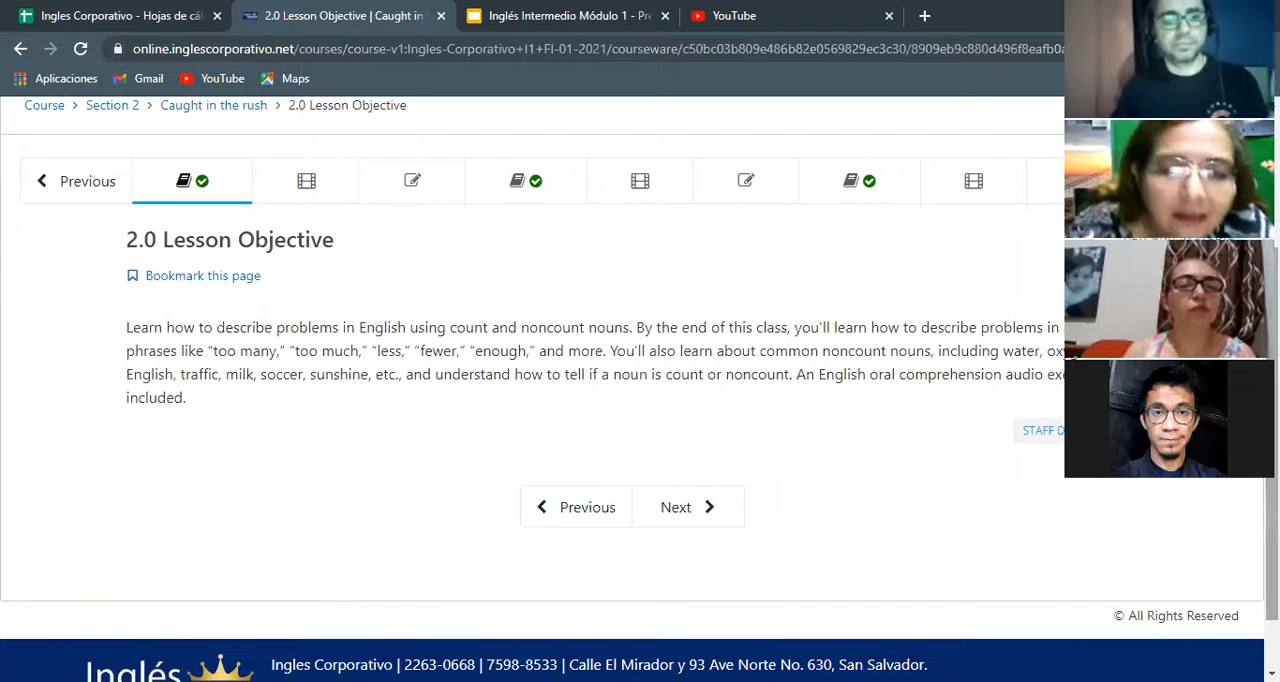 Ingles Corporativo - Hojas de cál
2.0 Lesson Objective | Caught in
Inglés Intermedio Módulo 1 - Pre
YouTube
online.inglescorporativo.net/courses/course-v1:Ingles-Corporativo+I1+FI-01-2021/courseware/c50bc03b809e486b82e0569829ec3c30/8909eb9c880d496f8eafb0a
Aplicaciones
Gmail
YouTube
Maps
Course > Section 2 > Caught in the rush > 2.0 Lesson Objective
Previous
2.0 Lesson Objective
Bookmark this page
Learn how to describe problems in English using count and noncount nouns. By the end of this class, you'll learn how to describe problems in
phrases like “too many,” “too much,” “less,” “fewer,” “enough,” and more. You'll also learn about common noncount nouns, including water, ox
English, traffic, milk, soccer, sunshine, etc., and understand how to tell if a noun is count or noncount. An English oral comprehension audio exe
included.
STAFF D
Previous
Next
© All Rights Reserved
Inglés
Ingles Corporativo | 2263-0668 | 7598-8533 | Calle El Mirador y 93 Ave Norte No. 630, San Salvador.